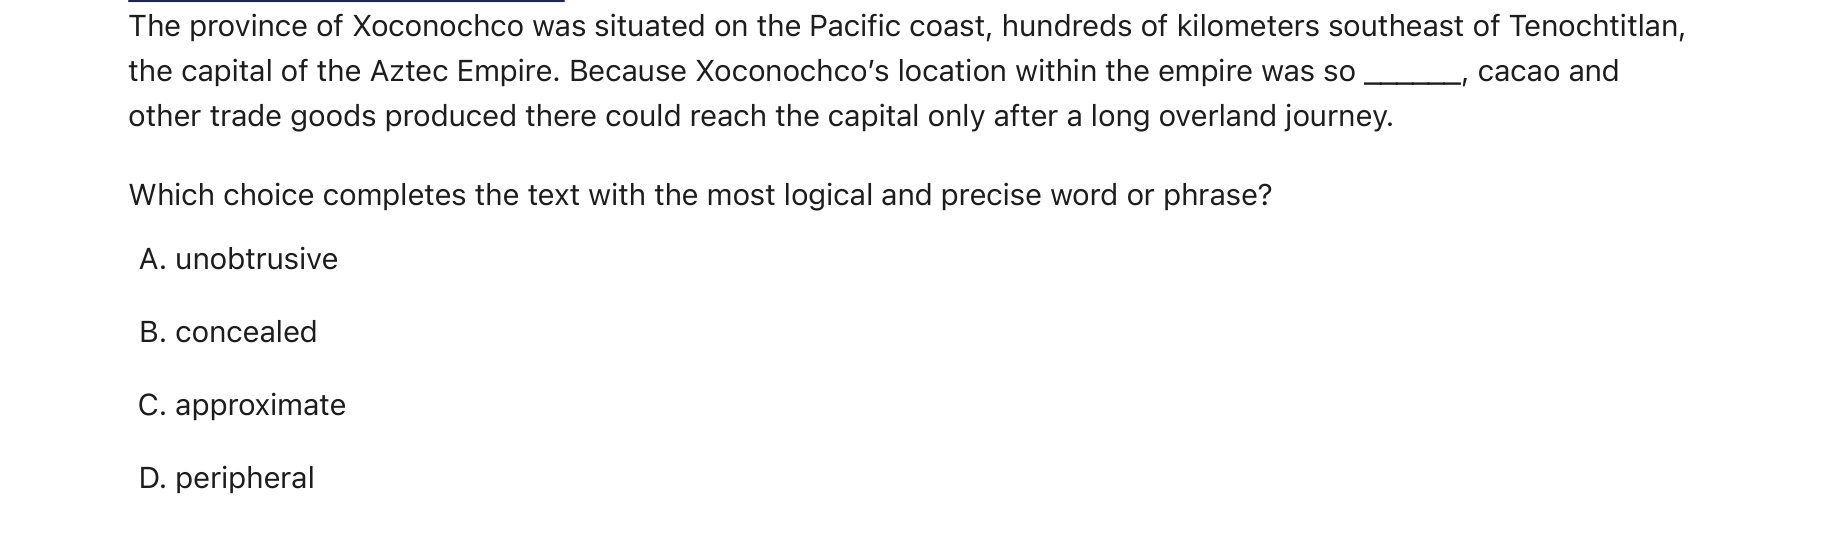 The province of Xoconochco was situated on the Pacific coast, hundreds of kilometers southeast of Tenochtitlan,
the capital of the Aztec Empire. Because Xoconochco’s location within the empire was so ______, cacao and
other trade goods produced there could reach the capital only after a long overland journey.
Which choice completes the text with the most logical and precise word or phrase?
A. unobtrusive
B. concealed
C. approximate
D. peripheral